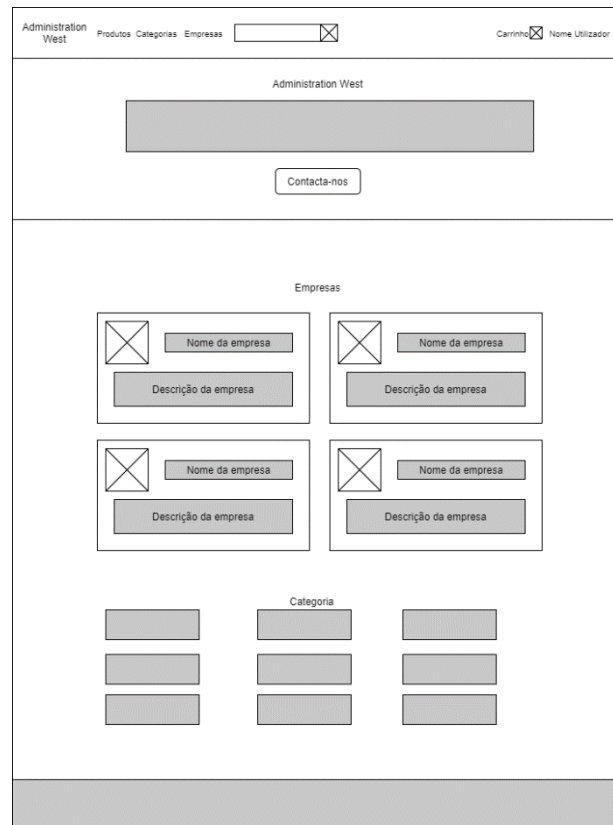 Administration
West
Produtos Categorias Empresas
Carrinho Nome Utilizador
Administration West
Contacta-nos
Empresas
Nome da empresa
Descrição da empresa
Nome da empresa
Descrição da empresa
Nome da empresa
Descrição da empresa
Nome da empresa
Descrição da empresa
Categoria